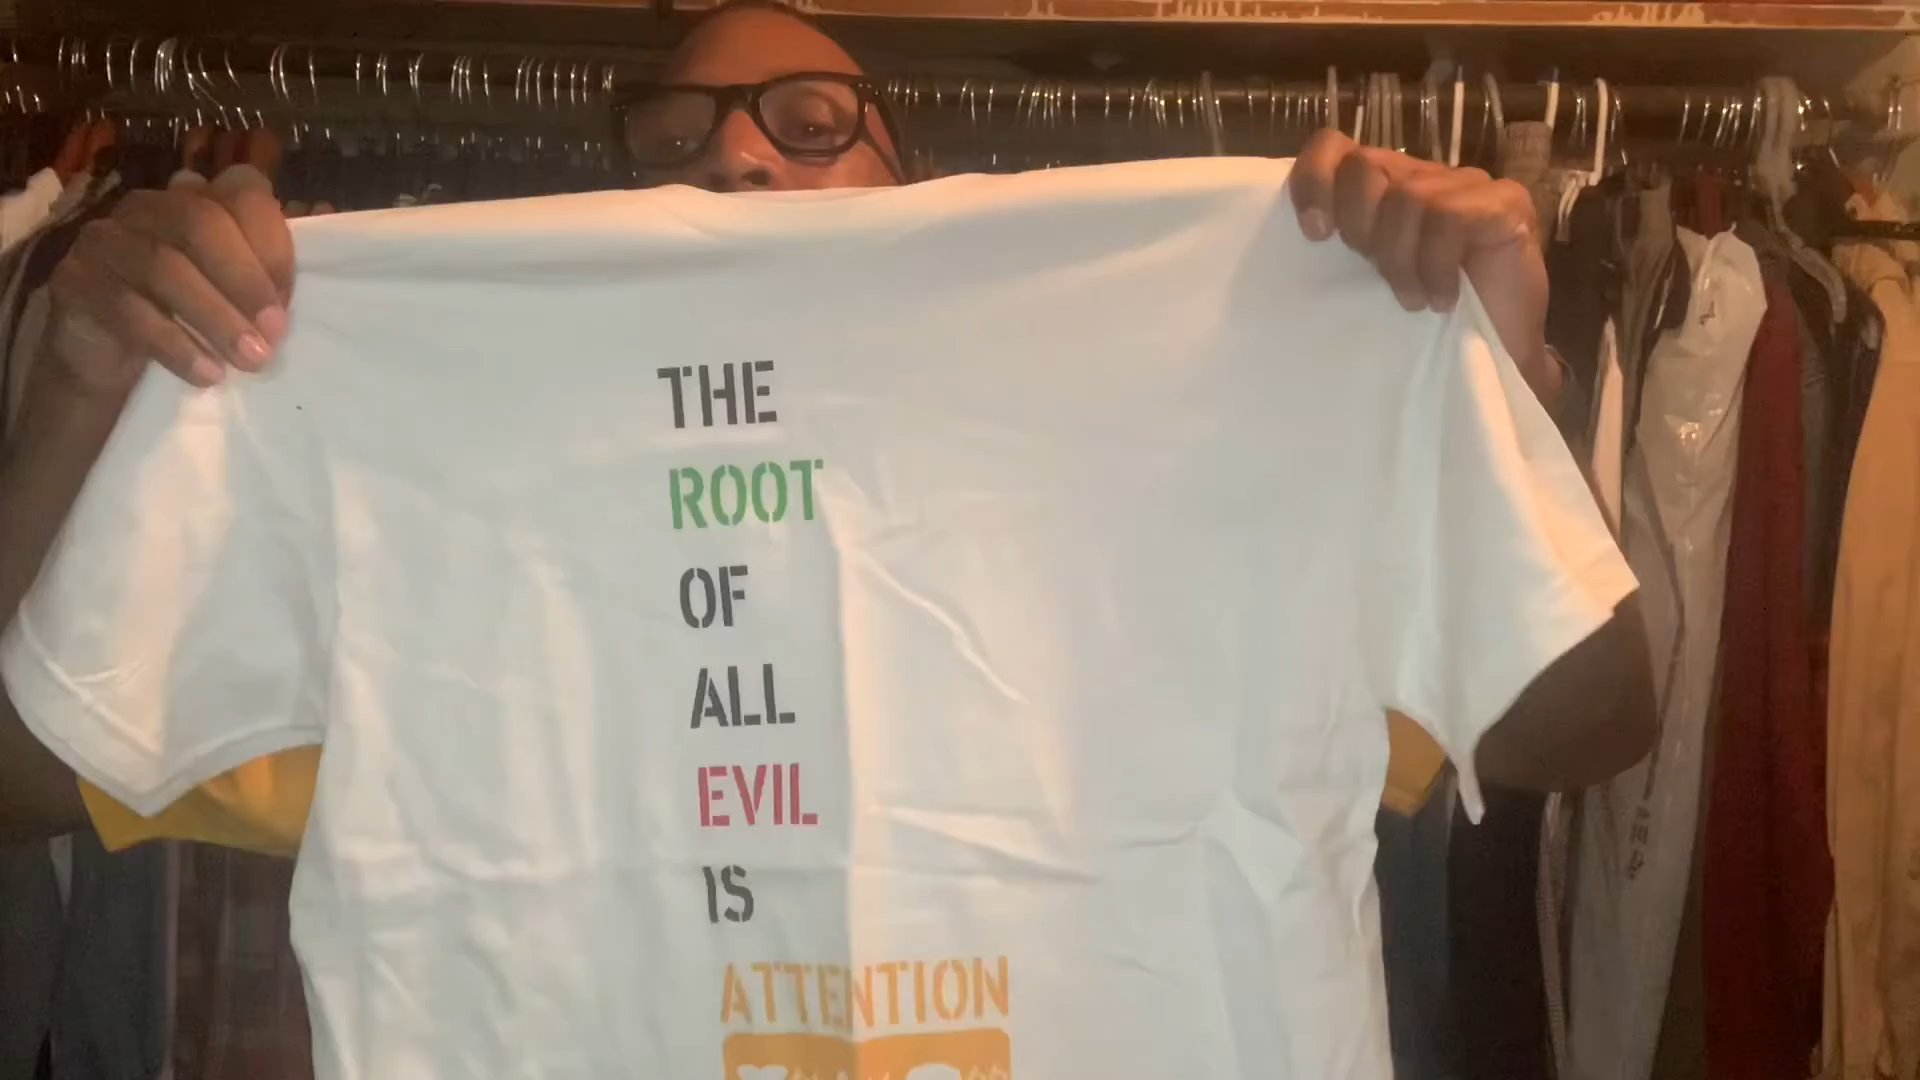 THE
ROOT
OF
ALL
EVIL
IS
ATTENTION